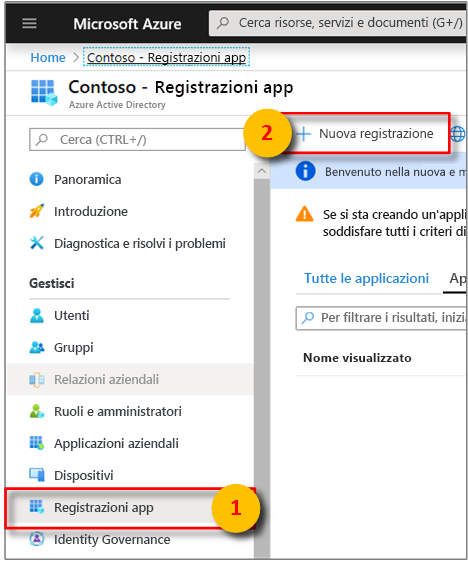 Microsoft Azure
Cerca risorse, servizi e documenti (G+/)
Home > Contoso - Registrazioni app
Contoso - Registrazioni app
Azure Active Directory
Cerca (CTRL+/)
2
Nuova registrazione
Panoramica
Introduzione
Diagnostica e risolvi i problemi
Gestisci
Utenti
Gruppi
Relazioni aziendali
Ruoli e amministratori
Applicazioni aziendali
Dispositivi
Registrazioni app
1
Identity Governance
Benvenuto nella nuova e m
Se si sta creando un'appli
soddisfare tutti i criteri di
Tutte le applicazioni
Ap
Per filtrare i risultati, inizia
Nome visualizzato